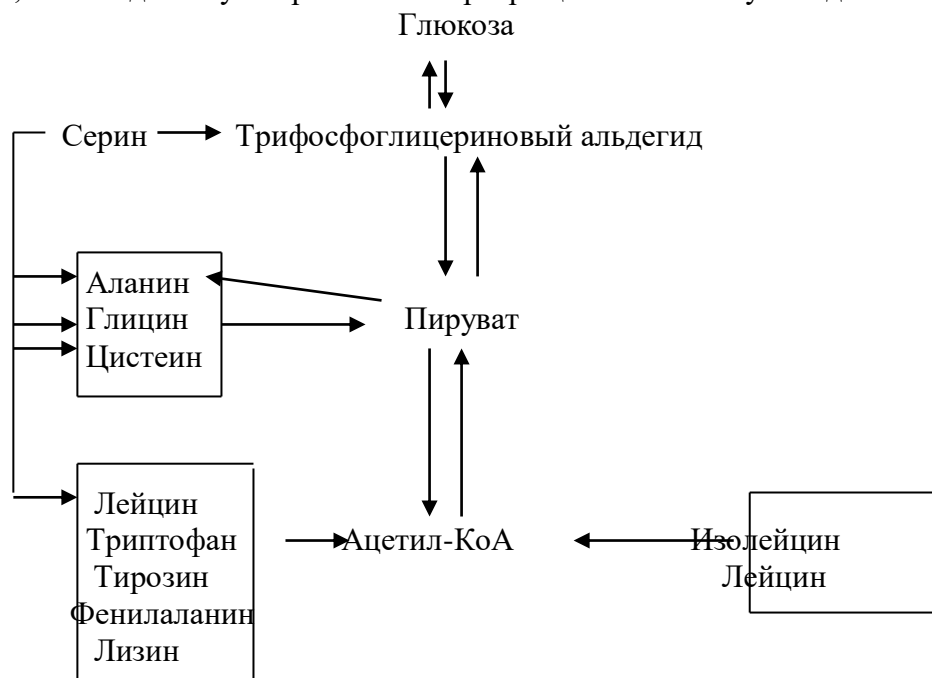 Глюкоза
Серин Трифосфоглицериновый альдегид
Аланин
Глицин Пируват
Цистеин
Лейцин
Триптофан Ацетил-КоА Изолейцин
Тирозин Лейцин
Фенилаланин
Лизин